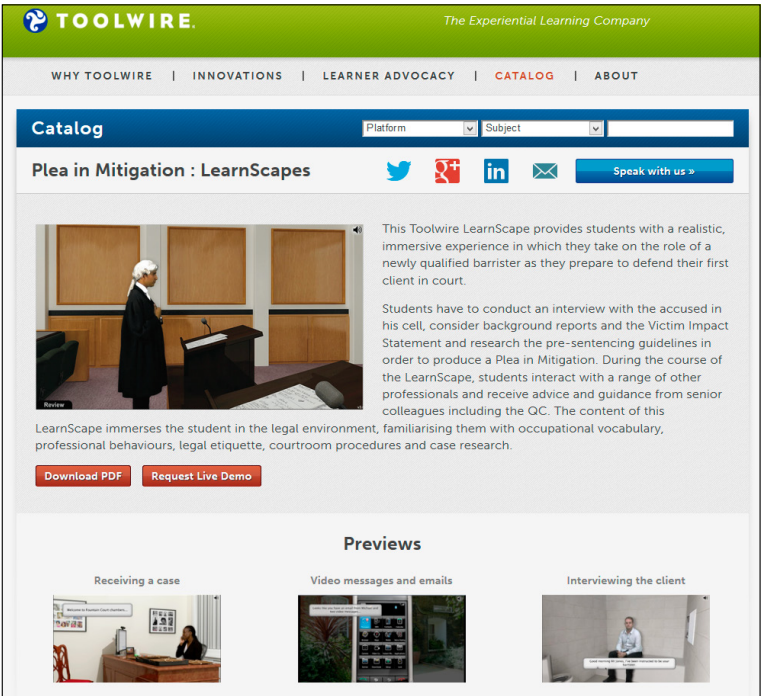 TOOLWIRE.
The Experiential Learning Company
WHY TOOLWIRE | INNOVATIONS | LEARNER ADVOCACY | CATALOG | ABOUT
Catalog
Platform
Subject
Plea in Mitigation : LearnScapes
Speak with us »
This Toolwire LearnScape provides students with a realistic,
immersive experience in which they take on the role of a
newly qualified barrister as they prepare to defend their first
client in court.
Students have to conduct an interview with the accused in
his cell, consider background reports and the Victim Impact
Statement and research the pre-sentencing guidelines in
order to produce a Plea in Mitigation. During the course of
the LearnScape, students interact with a range of other
professionals and receive advice and guidance from senior
colleagues including the QC. The content of this
Review
LearnScape immerses the student in the legal environment, familiarising them with occupational vocabulary,
professional behaviours, legal etiquette, courtroom procedures and case research.
Download PDF
Request Live Demo
Previews
Receiving a case
Video messages and emails
Interviewing the client
Welcome to Fountain Court chambers...